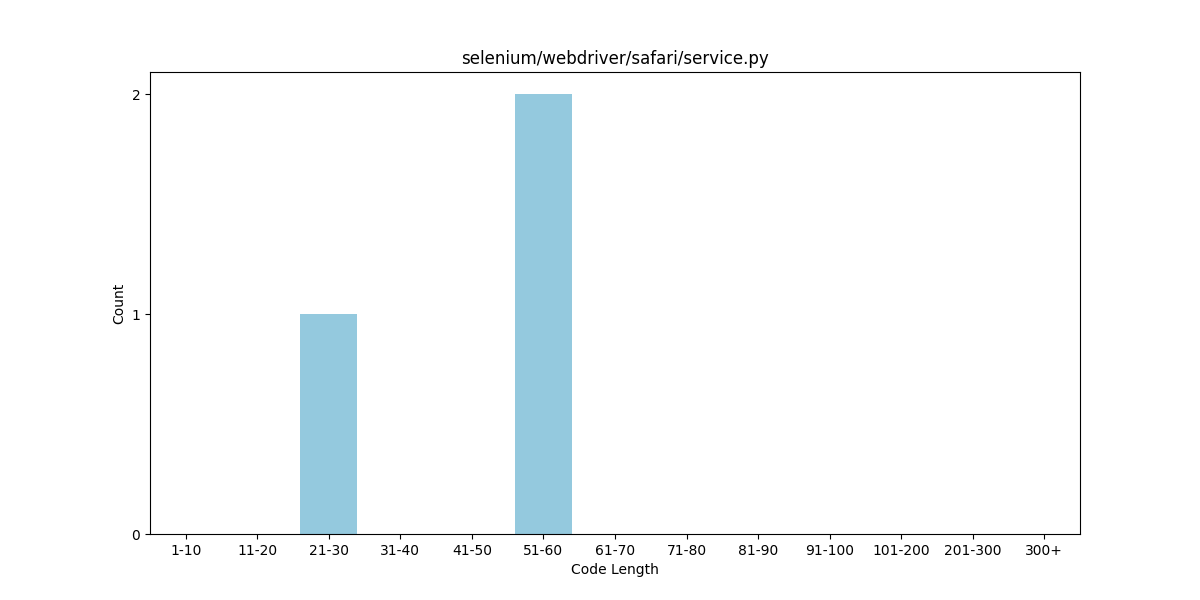 selenium/webdriver/safari/service.py
2
1
0
Count
1-10 11-20 21-30 31-40 41-50 51-60 61-70 71-80 81-90 91-100 101-200 201-300 300+
Code Length